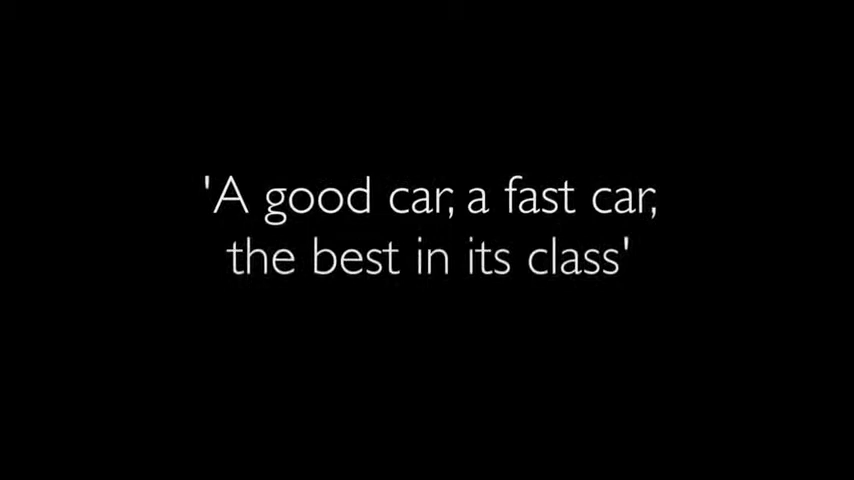 'A good car, a fast car,
the best in its class'